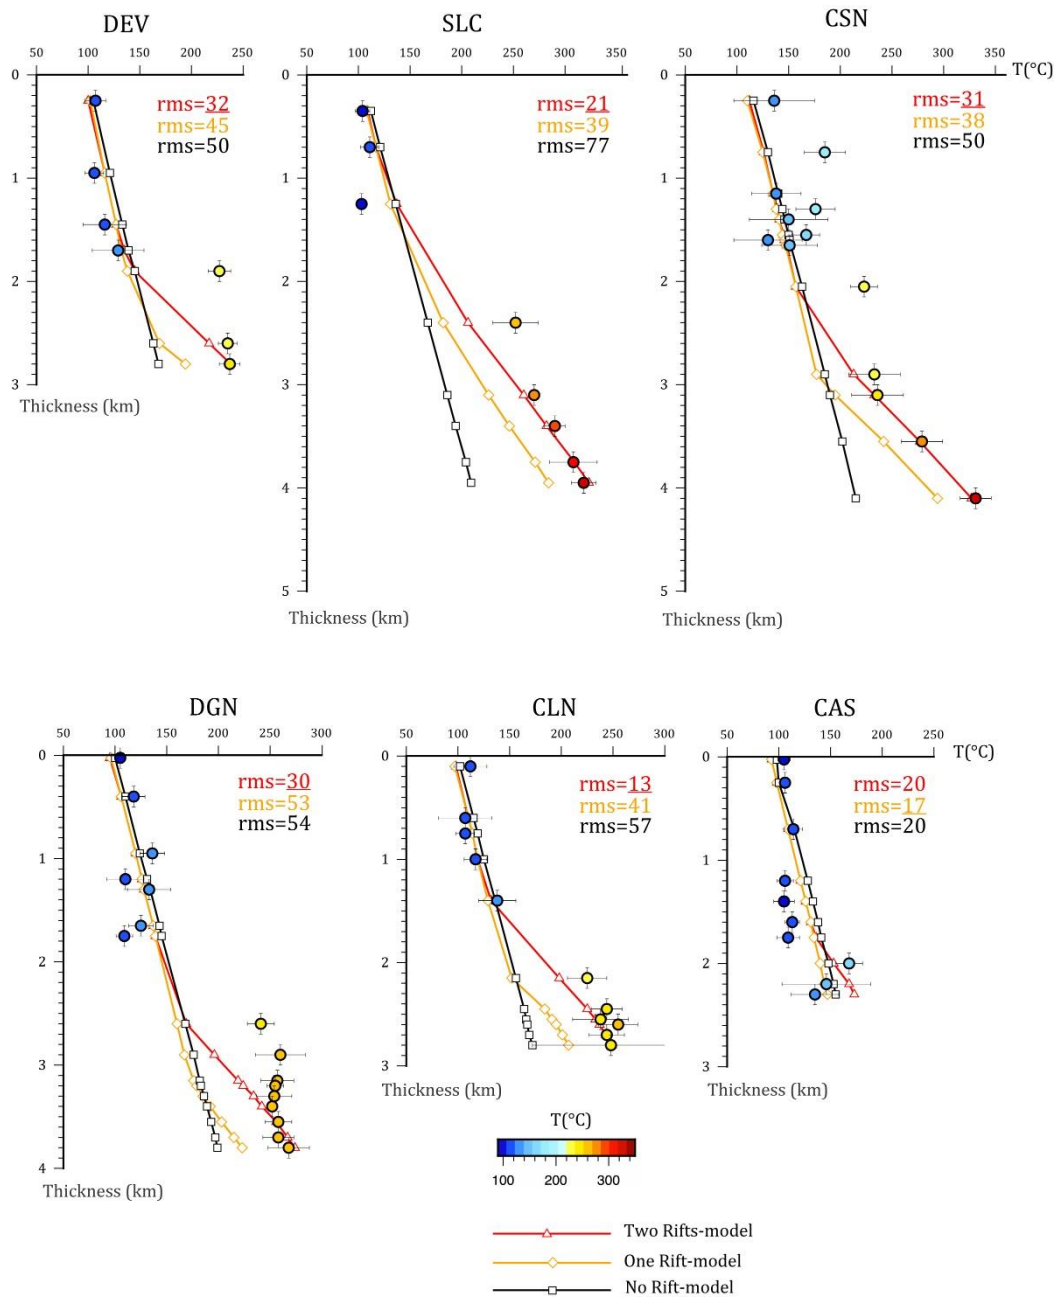 DEV
50 100 150 200 250
0
1
2
3
Thickness (km)
rms=32
rms=45
rms=50
SLC
50 100 150 200 250 300 350
0
1
2
3
4
5
Thickness (km)
rms=21
rms=39
rms=77
CSN
50 100 150 200 250 300 350 T(°C)
0
1
2
3
4
5
Thickness (km)
rms=31
rms=38
rms=50
DGN
50 100 150 200 250 300
0
1
2
3
4
Thickness (km)
rms=30
rms=53
rms=54
CLN
50 100 150 200 250 300
0
1
2
3
Thickness (km)
rms=13
rms=41
rms=57
CAS
50 100 150 200 250 T(°C)
0
1
2
3
Thickness (km)
rms=20
rms=17
rms=20
T(°C)
100 200 300
Two Rifts-model
One Rift-model
No Rift-model